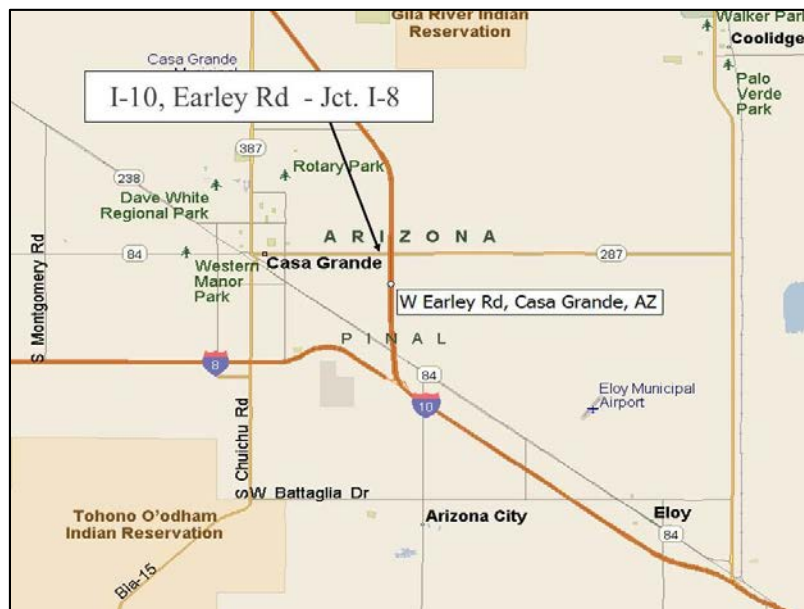 Gila River Indian
Reservation
Walker Park
Coolidge
Casa Grande
Palo
Verde
Park
I-10, Earley Rd - Jct. I-8
387
238
Rotary Park
Dave White
Regional Park
ARIZONA
84
287
Western
Manor
Park
Casa Grande
S Montgomery Rd
W Earley Rd, Casa Grande, AZ
PINAL
8
84
10
Eloy Municipal
Airport
S Chuichu Rd
W Battaglia Dr
Tohono O'odham
Indian Reservation
Arizona City
Eloy
84
Bia-15